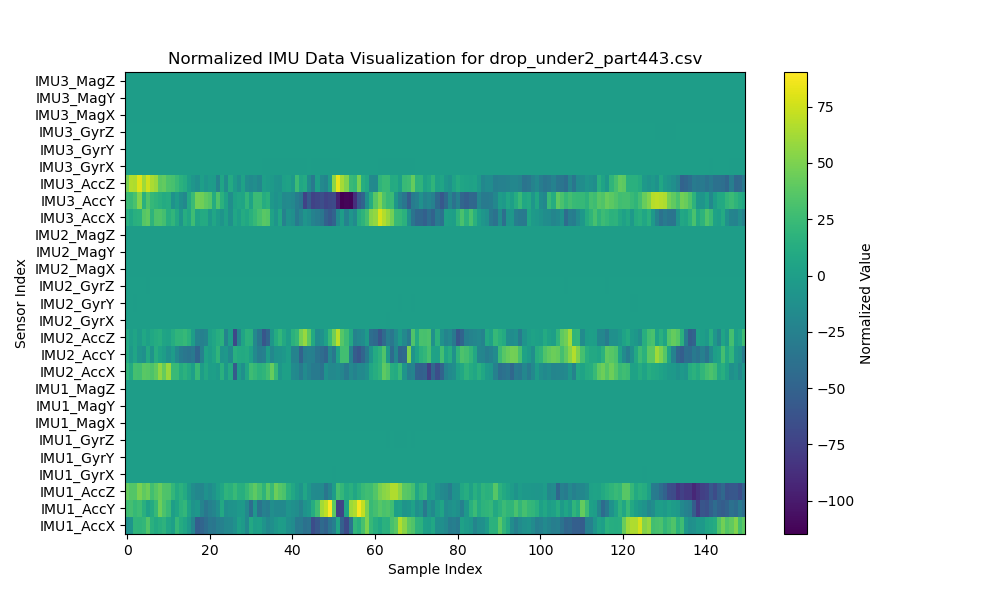 Normalized IMU Data Visualization for drop_under2_part443.csv
IMU3_MagZ
IMU3_MagY
IMU3_MagX
IMU3_GyrZ
IMU3_GyrY
IMU3_GyrX
IMU3_AccZ
IMU3_AccY
IMU3_AccX
IMU2_MagZ
IMU2_MagY
IMU2_MagX
IMU2_GyrZ
IMU2_GyrY
IMU2_GyrX
IMU2_AccZ
IMU2_AccY
IMU2_AccX
IMU1_MagZ
IMU1_MagY
IMU1_MagX
IMU1_GyrZ
IMU1_GyrY
IMU1_GyrX
IMU1_AccZ
IMU1_AccY
IMU1_AccX
Sensor Index
0 20 40 60 80 100 120 140
Sample Index
75
50
25
0
−25
−50
−75
−100
Normalized Value